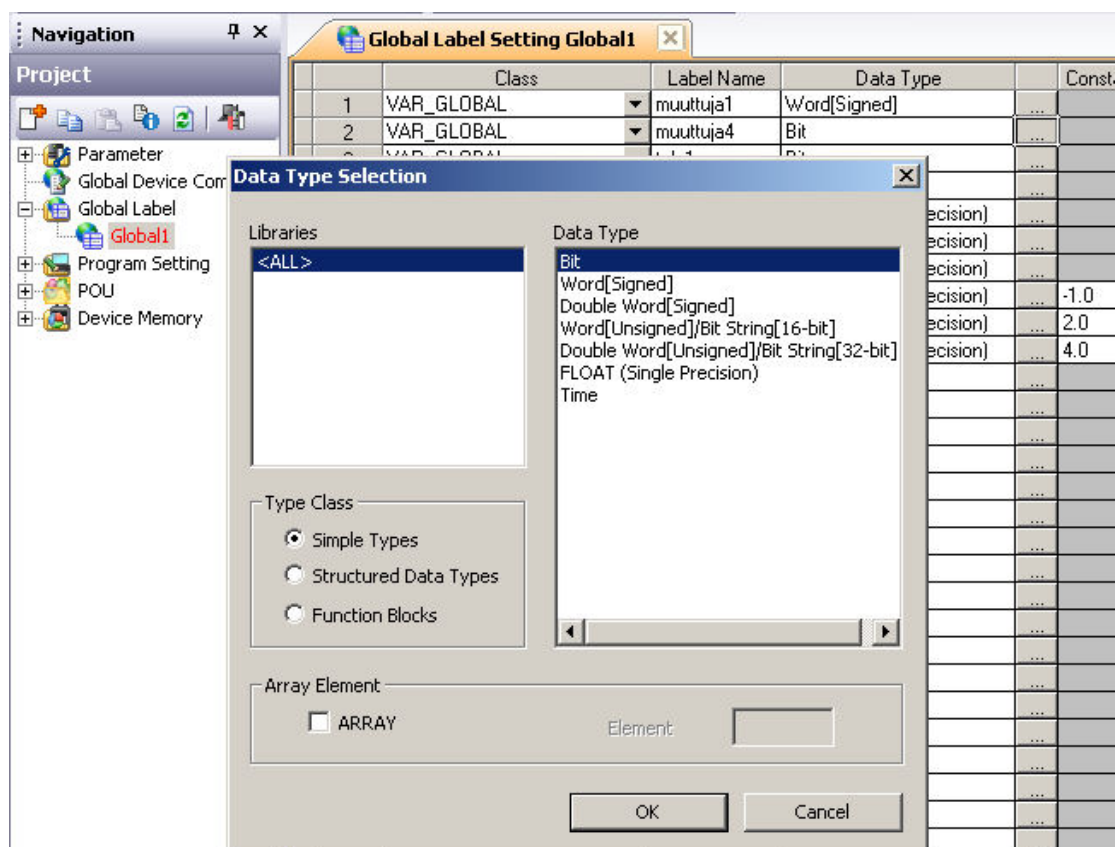 Navigation
Project
Parameter
Global Device Com
Global Label
Global1
Program Setting
POU
Device Memory
Global Label Setting Global1
Class Label Name Data Type Consta
1 VAR_GLOBAL muuttuja1 Word[Signed] ...
2 VAR_GLOBAL muuttuja4 Bit ...
VAR_GLOBAL
ecision) ...
ecision) ...
ecision) ...
ecision) ... -1.0
ecision) ... 2.0
ecision) ... 4.0
Data Type Selection
Libraries
<ALL>
Data Type
Bit
Word[Signed]
Double Word[Signed]
Word[Unsigned]/Bit String[16-bit]
Double Word[Unsigned]/Bit String[32-bit]
FLOAT (Single Precision)
Time
Type Class
Simple Types
Structured Data Types
Function Blocks
Array Element
ARRAY
Element
OK
Cancel